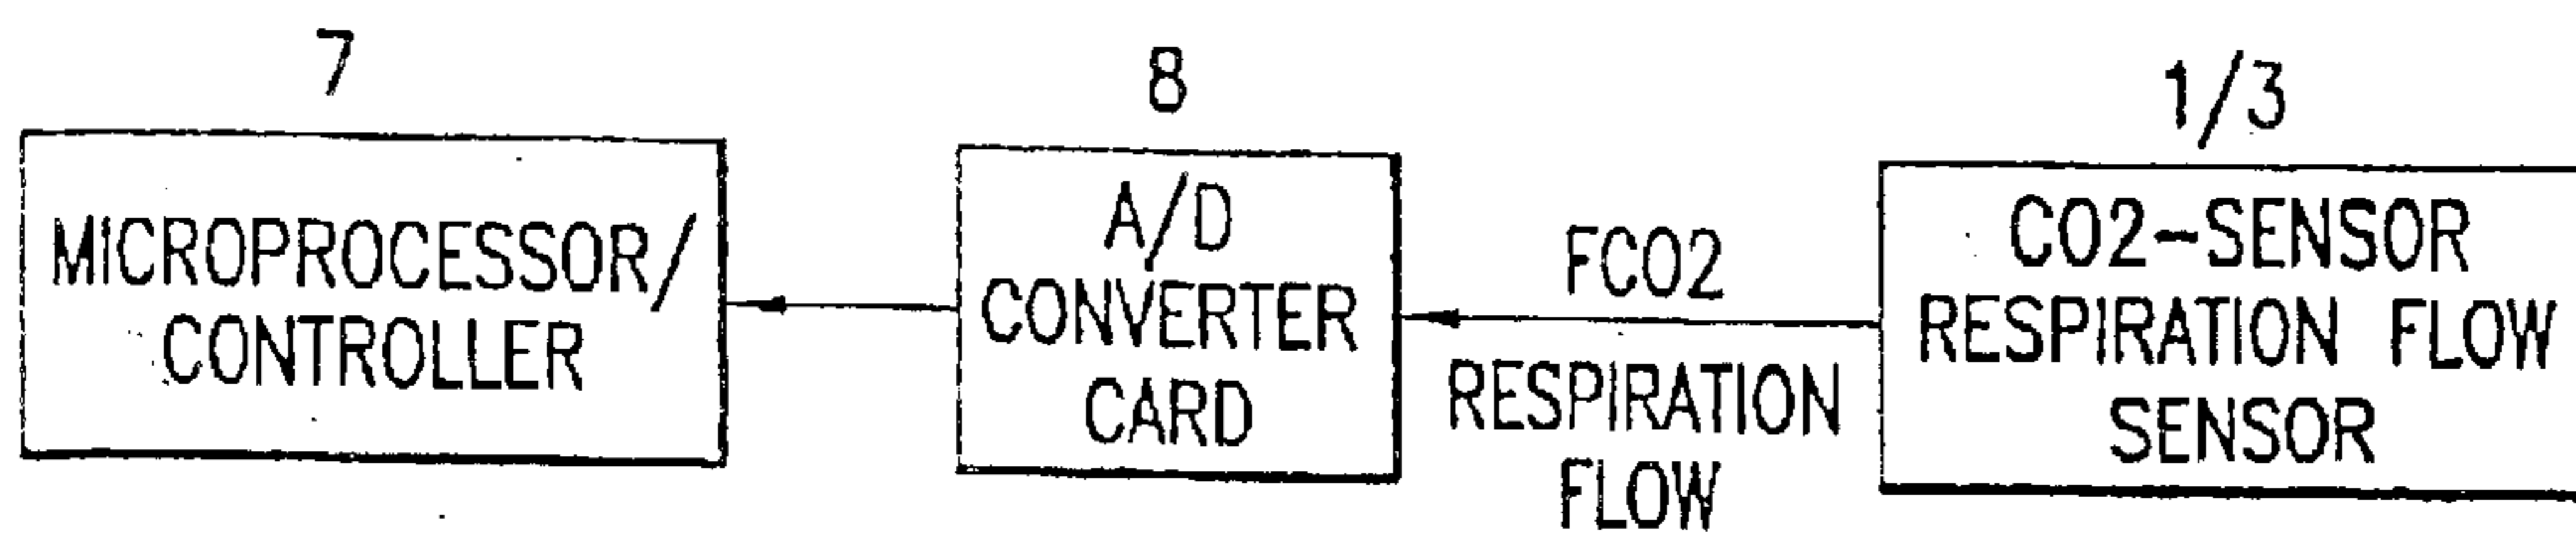 7
MICROPROCESSOR/
CONTROLLER
8
A/D
CONVERTER
CARD
FCO2
RESPIRATION
FLOW
1/3
CO2-SENSOR
RESPIRATION FLOW
SENSOR